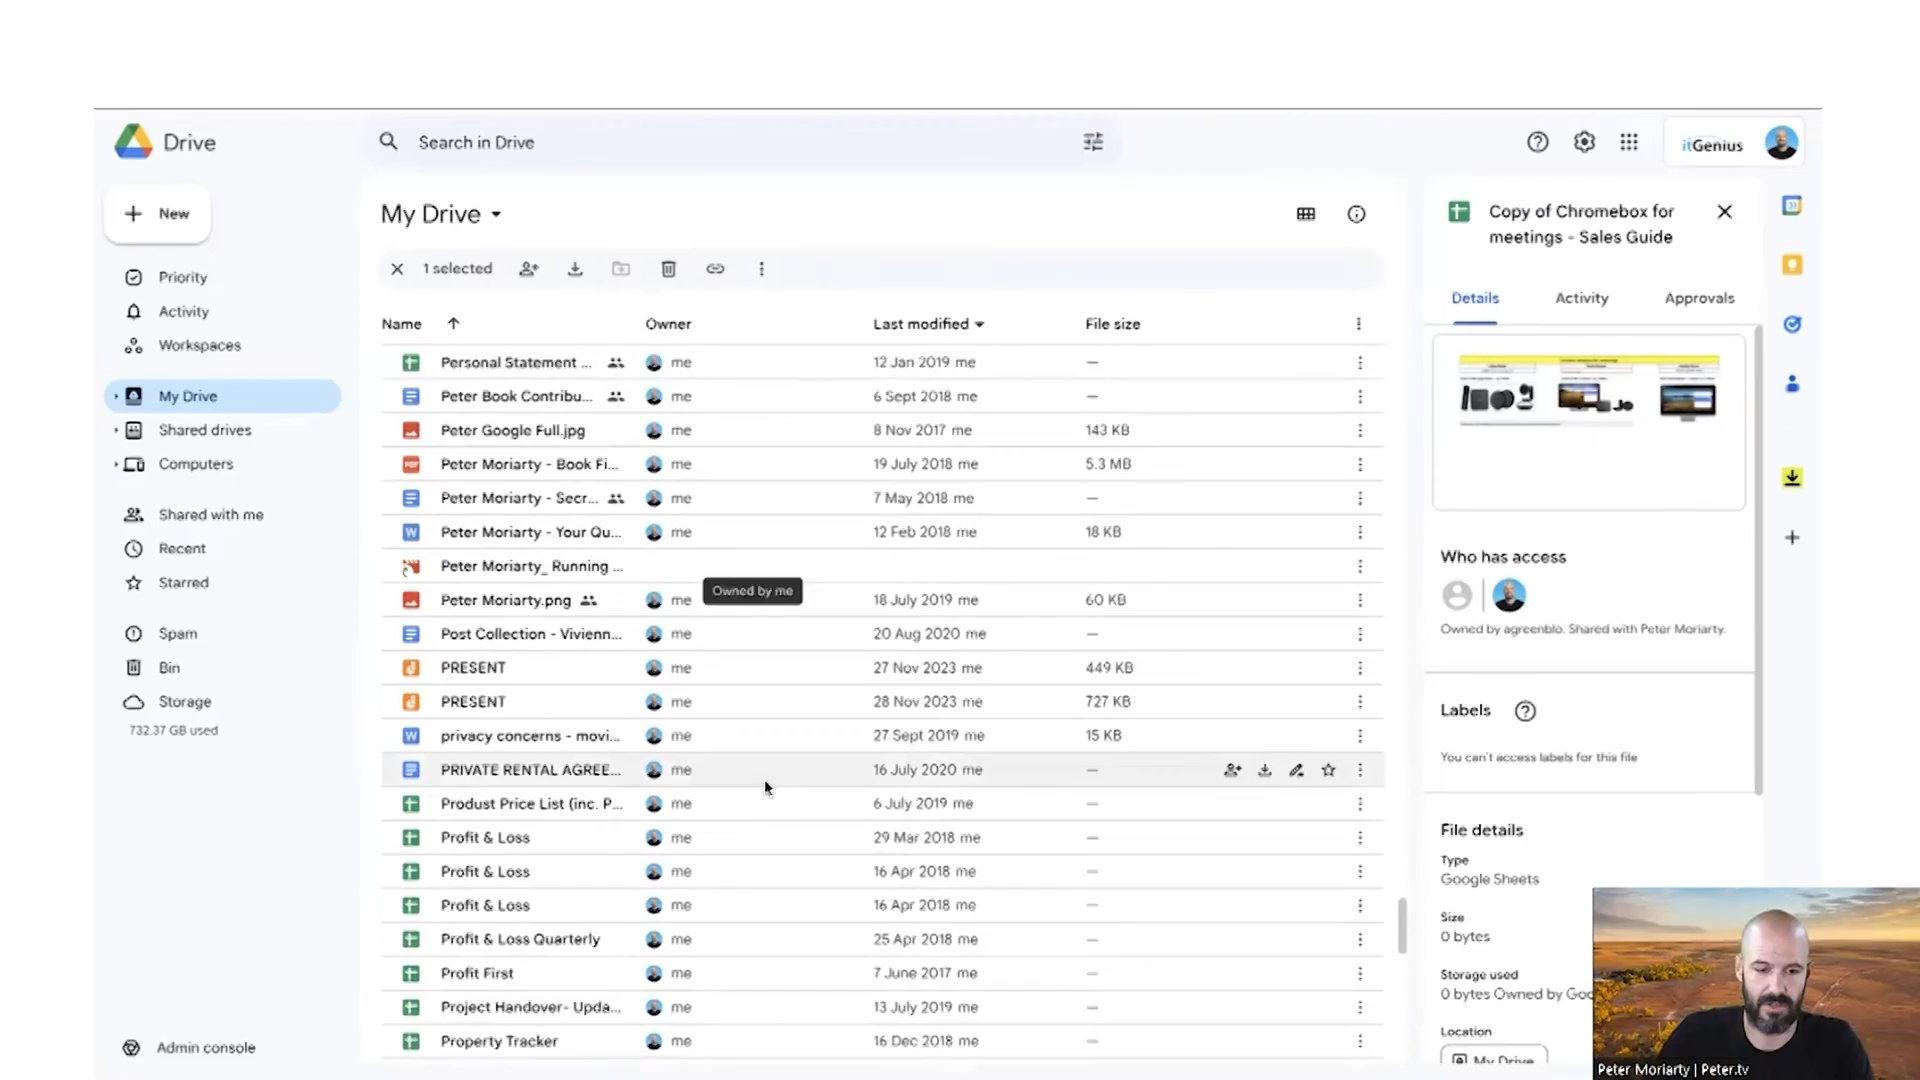 Drive
Search in Drive
itGenius
New
Priority
Activity
Workspaces
My Drive
Shared drives
Computers
Shared with me
Recent
Starred
Spam
Bin
Storage
732.37 GB used
Admin console
My Drive
1 selected
Name Owner Last modified File size
Personal Statement ... me 12 Jan 2019 me —
Peter Book Contribu... me 6 Sept 2018 me —
Peter Google Full.jpg me 8 Nov 2017 me 143 KB
PDF Peter Moriarty - Book Fi... me 19 July 2018 me 5.3 MB
Peter Moriarty - Secr... me 7 May 2018 me —
W Peter Moriarty - Your Qu... me 12 Feb 2018 me 18 KB
Peter Moriarty_ Running ...
Owned by me
Peter Moriarty.png me 18 July 2019 me 60 KB
Post Collection - Vivienn... me 20 Aug 2020 me —
PRESENT me 27 Nov 2023 me 449 KB
PRESENT me 28 Nov 2023 me 727 KB
W privacy concerns - movi... me 27 Sept 2019 me 15 KB
PRIVATE RENTAL AGREE... me 16 July 2020 me —
Produst Price List (inc. P... me 6 July 2019 me —
Profit & Loss me 29 Mar 2018 me —
Profit & Loss me 16 Apr 2018 me —
Profit & Loss me 16 Apr 2018 me —
Profit & Loss Quarterly me 25 Apr 2018 me —
Profit First me 7 June 2017 me —
Project Handover- Upda... me 13 July 2019 me —
Property Tracker me 16 Dec 2018 me —
Copy of Chromebox for
meetings - Sales Guide
Details Activity Approvals
Who has access
Owned by agreenblo. Shared with Peter Moriarty.
Labels
You can't access labels for this file
File details
Type
Google Sheets
Size
0 bytes
Storage used
0 bytes Owned by Goo
Location
My Drive
31
Peter Moriarty | Peter.tv